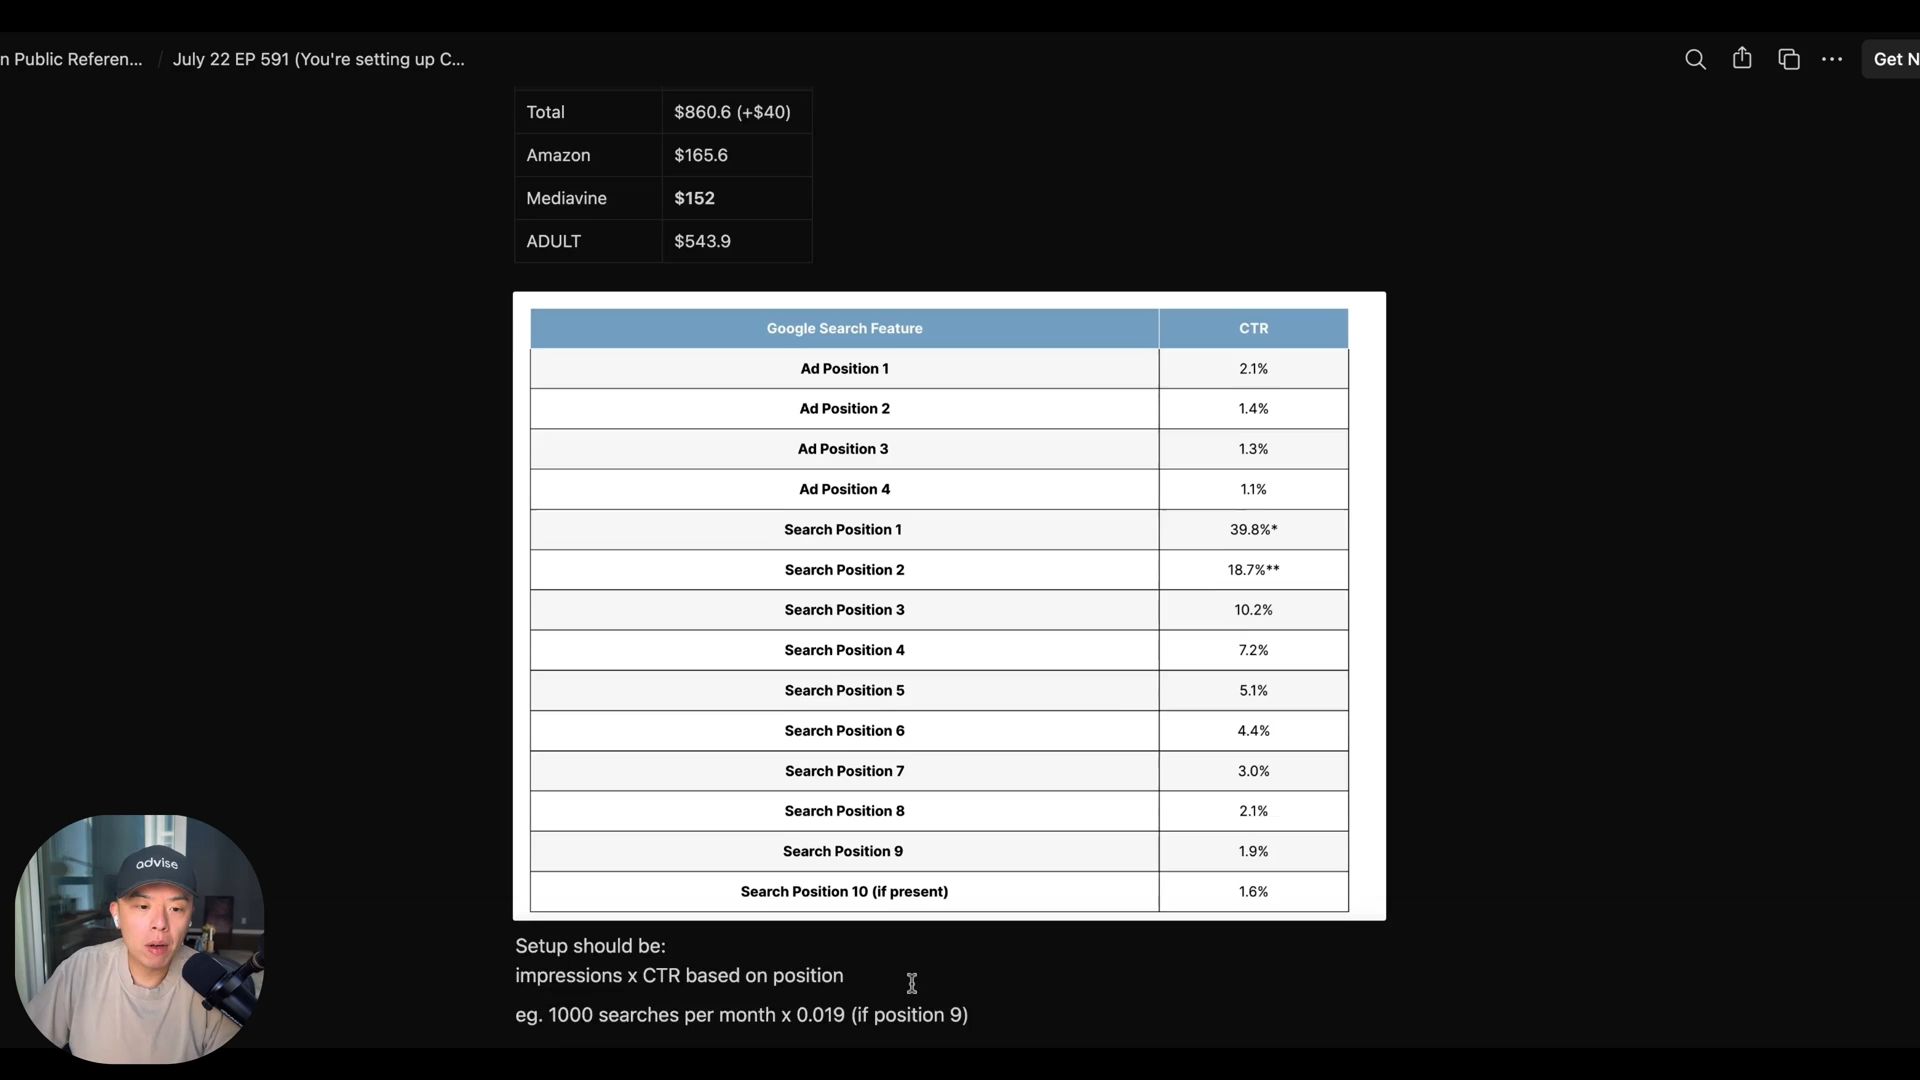 n Public Referen... / July 22 EP 591 (You're setting up C...
Get N
Total $860.6 (+$40)
Amazon $165.6
Mediavine $152
ADULT $543.9
Google Search Feature CTR
Ad Position 1 2.1%
Ad Position 2 1.4%
Ad Position 3 1.3%
Ad Position 4 1.1%
Search Position 1 39.8%*
Search Position 2 18.7%**
Search Position 3 10.2%
Search Position 4 7.2%
Search Position 5 5.1%
Search Position 6 4.4%
Search Position 7 3.0%
Search Position 8 2.1%
Search Position 9 1.9%
Search Position 10 (if present) 1.6%
advise
Setup should be:
impressions x CTR based on position
eg. 1000 searches per month x 0.019 (if position 9)